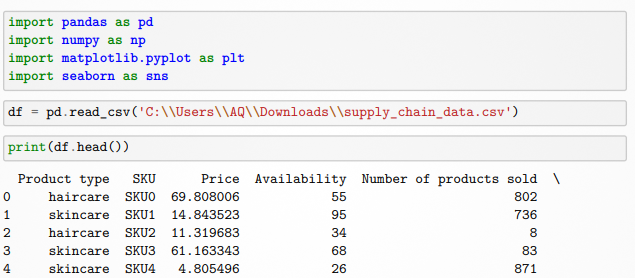 import pandas as pd
import numpy as np
import matplotlib.pyplot as plt
import seaborn as sns
df = pd.read_csv('C:\\Users\\AQ\\Downloads\\supply_chain_data.csv')
print(df.head())
Product type SKU Price Availability Number of products sold \
0 haircare SKU0 69.808006 55 802
1 skincare SKU1 14.843523 95 736
2 haircare SKU2 11.319683 34 8
3 skincare SKU3 61.163343 68 83
4 skincare SKU4 4.805496 26 871